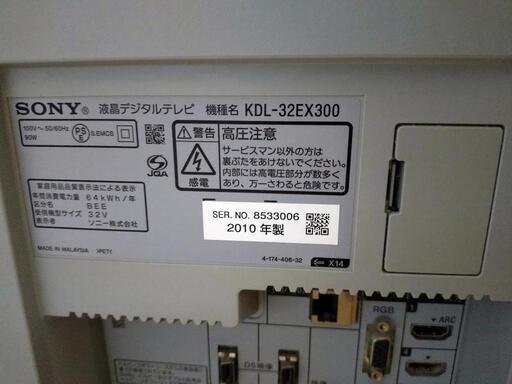 SONY® 液晶デジタルテレビ 機種名 KDL-32EX300
100V～50/60Hz
90W
PS
E
S.EMCS
JQA
警告 高圧注意
サービスマン以外の方は
裏ぶたをあけないでください。
内部には高電圧部分が数多く
あり、万一さわると危険です。
感電
家庭用品品質表示法による表示
年間消費電力量 64kWh/年
区分名 BEE
受信機型サイズ 32V
ソニー株式会社
SER. NO. 8533006
2010年製
MADE IN MALAYSIA
4-174-406-32
X14
RGB
ARC
D5映像